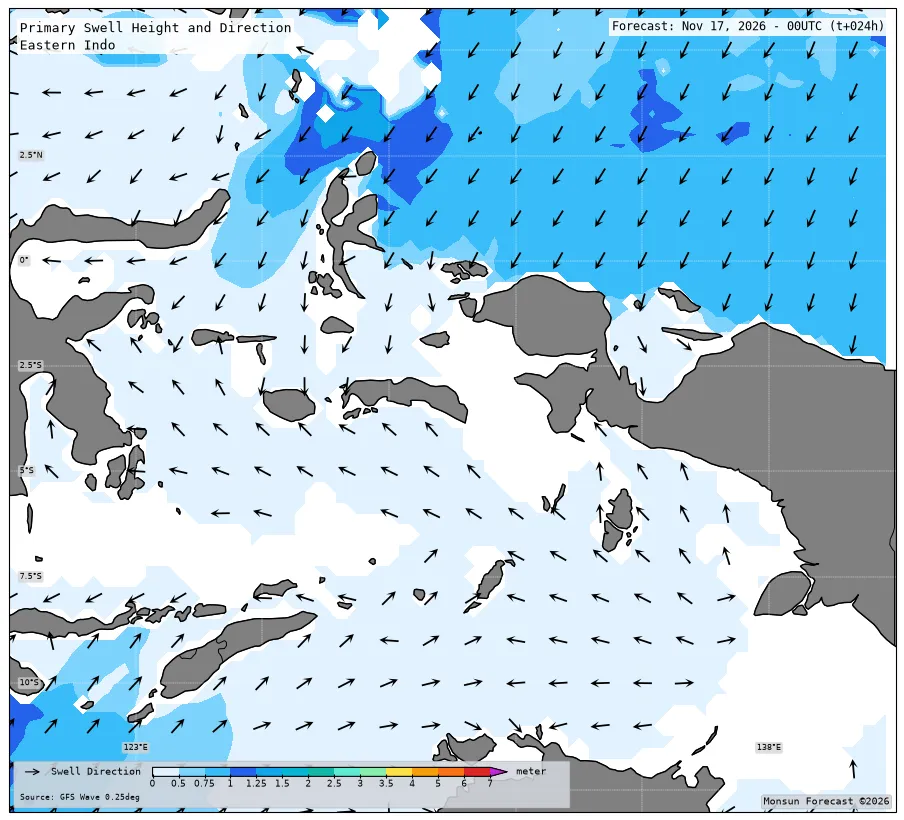 Primary Swell Height and Direction
Eastern Indo
Forecast: Nov 17, 2026 - 00UTC (t+024h)
2.5°N
0°
2.5°S
5°S
7.5°S
10°S
123°E
138°E
Swell Direction
meter
0 0.5 0.75 1 1.25 1.5 1.75 2 2.5 3 3.5 4 5 6 7
Source: GFS Wave 0.25deg
Monsun Forecast ©2026